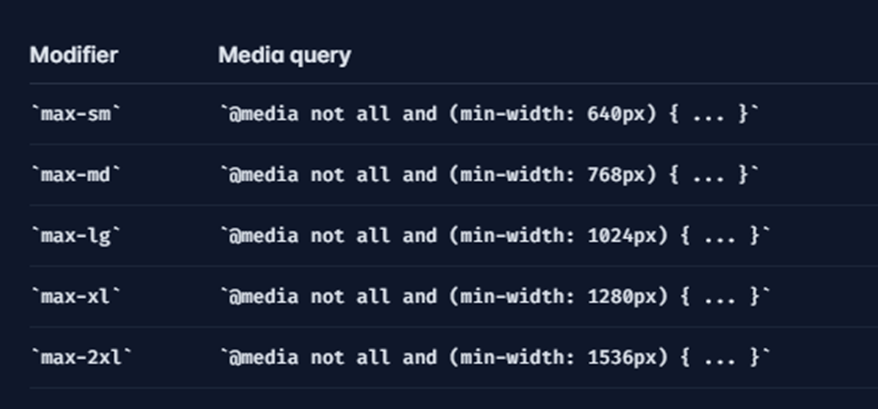 Modifier Media query
`max-sm` `@media not all and (min-width: 640px) { ... }`
`max-md` `@media not all and (min-width: 768px) { ... }`
`max-lg` `@media not all and (min-width: 1024px) { ... }`
`max-xl` `@media not all and (min-width: 1280px) { ... }`
`max-2xl` `@media not all and (min-width: 1536px) { ... }`